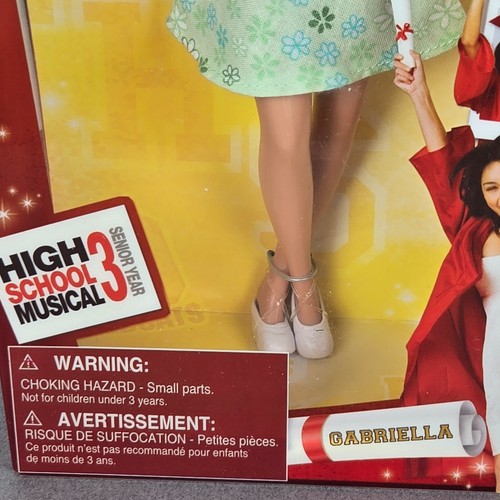 HIGH
SCHOOL
MUSICAL
3
SENIOR YEAR
WARNING:
CHOKING HAZARD - Small parts.
Not for children under 3 years.
AVERTISSEMENT:
RISQUE DE SUFFOCATION - Petites pièces.
Ce produit n'est pas recommandé pour enfants
de moins de 3 ans.
GABRIELLA